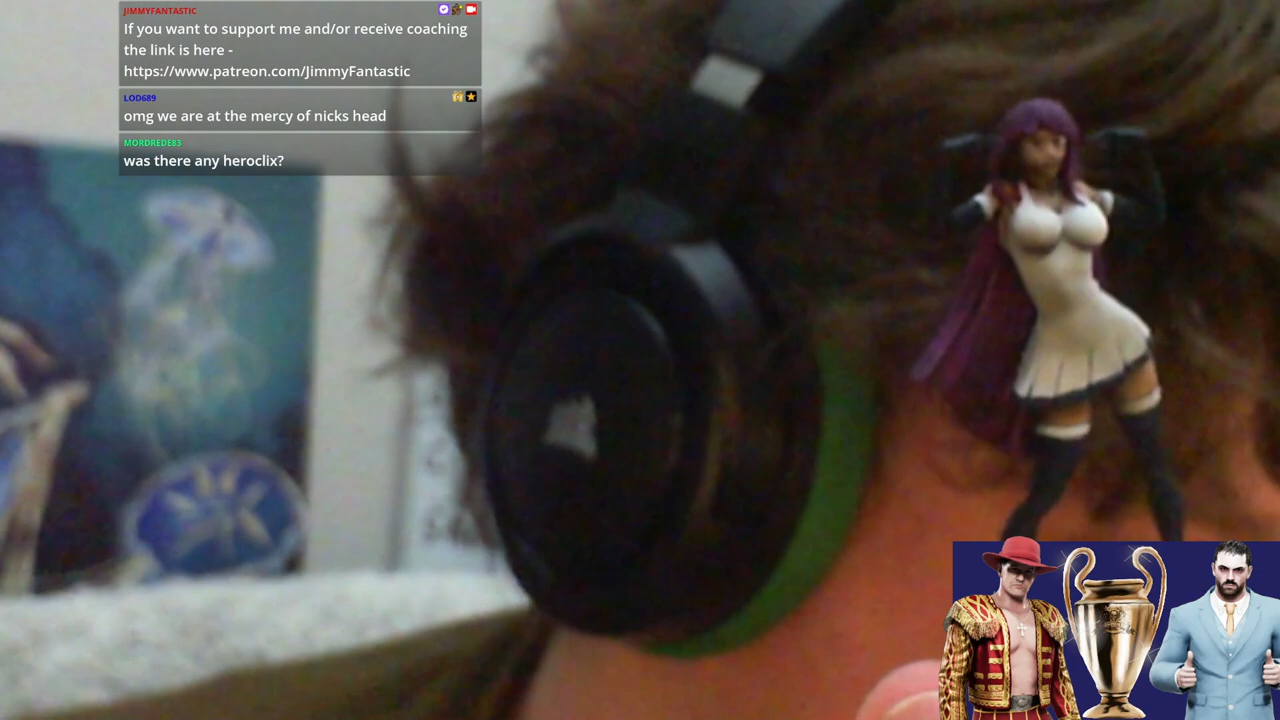 JIMMYFANTASTIC
If you want to support me and/or receive coaching
the link is here -
https://www.patreon.com/JimmyFantastic
LOD689
omg we are at the mercy of nicks head
MORDREDE83
was there any heroclix?